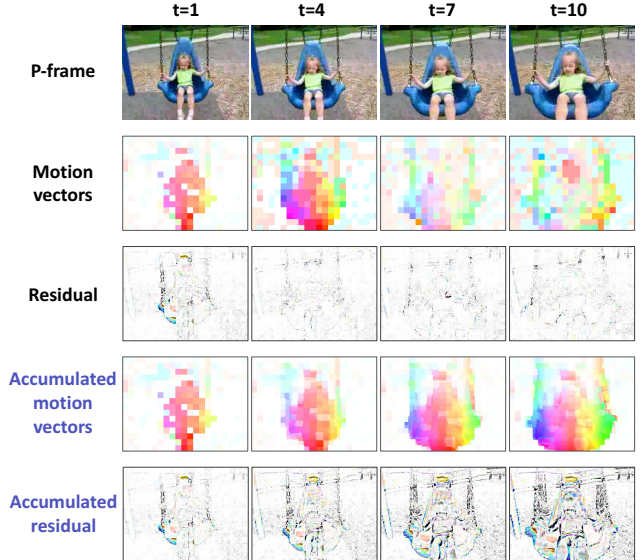 t=1 t=4 t=7 t=10
P-frame
Motion
vectors
Residual
Accumulated
motion
vectors
Accumulated
residual